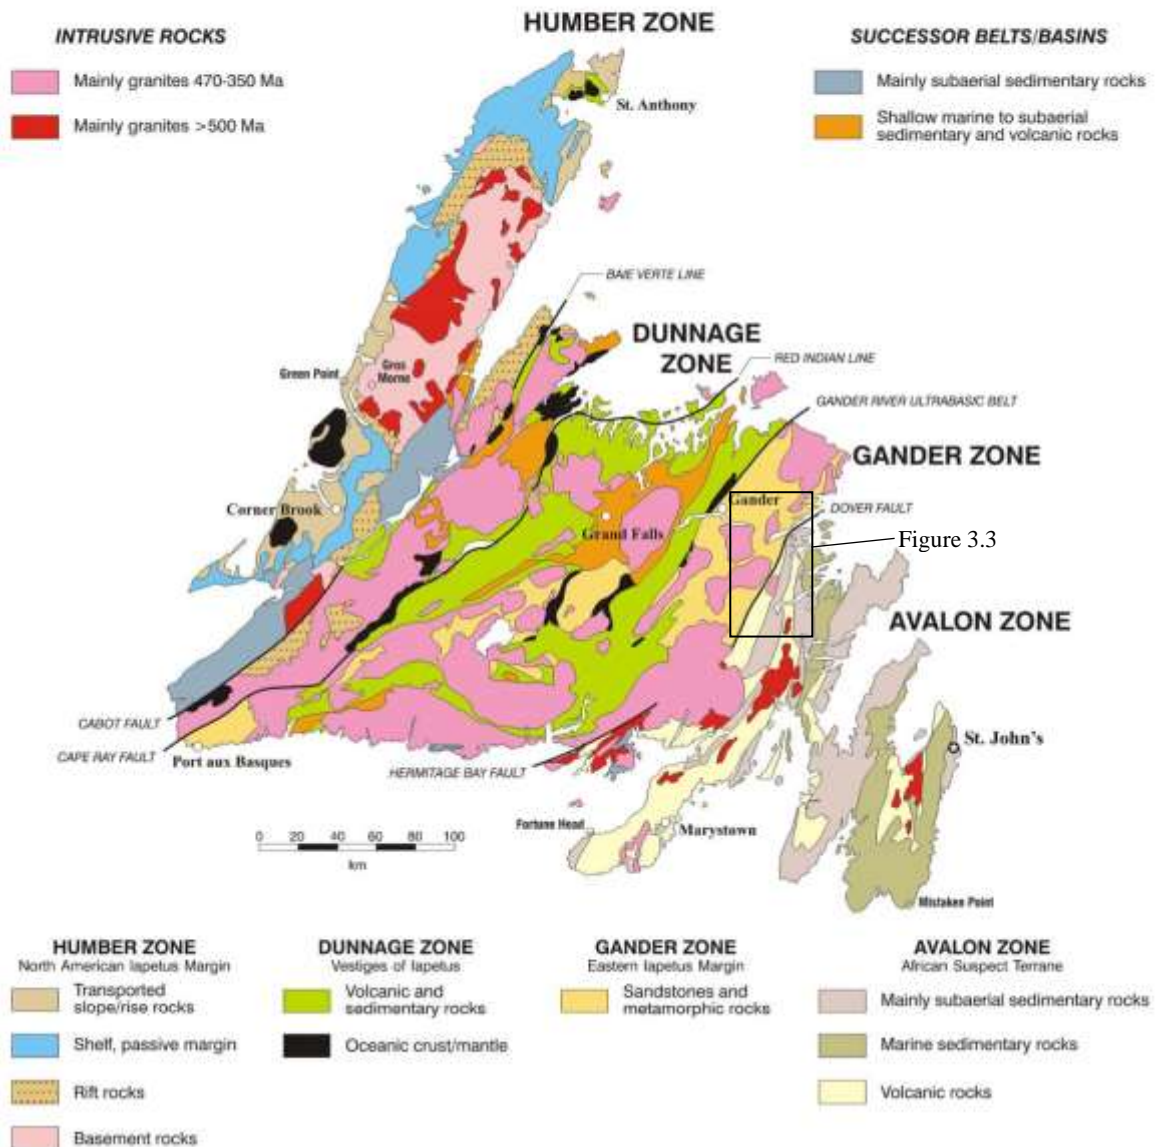 HUMBER ZONE
INTRUSIVE ROCKS
Mainly granites 470-350 Ma
Mainly granites >500 Ma
SUCCESSOR BELTS/BASINS
Mainly subaerial sedimentary rocks
Shallow marine to subaerial
sedimentary and volcanic rocks
St. Anthony
BAIE VERTE LINE
DUNNAGE
ZONE
RED INDIAN LINE
Green Point
Gros
Morne
GANDER RIVER ULTRABASIC BELT
GANDER ZONE
Corner Brook
Gander
DOVER FAULT
Grand Falls
Figure 3.3
AVALON ZONE
CABOT FAULT
CAPE RAY FAULT
Port aux Basques
HERMITAGE BAY FAULT
St. John's
Fortune Head
Marystown
0 20 40 60 80 100
km
Mistaken Point
HUMBER ZONE
North American Iapetus Margin
Transported
slope/rise rocks
Shelf, passive margin
Rift rocks
Basement rocks
DUNNAGE ZONE
Vestiges of Iapetus
Volcanic and
sedimentary rocks
Oceanic crust/mantle
GANDER ZONE
Eastern Iapetus Margin
Sandstones and
metamorphic rocks
AVALON ZONE
African Suspect Terrane
Mainly subaerial sedimentary rocks
Marine sedimentary rocks
Volcanic rocks